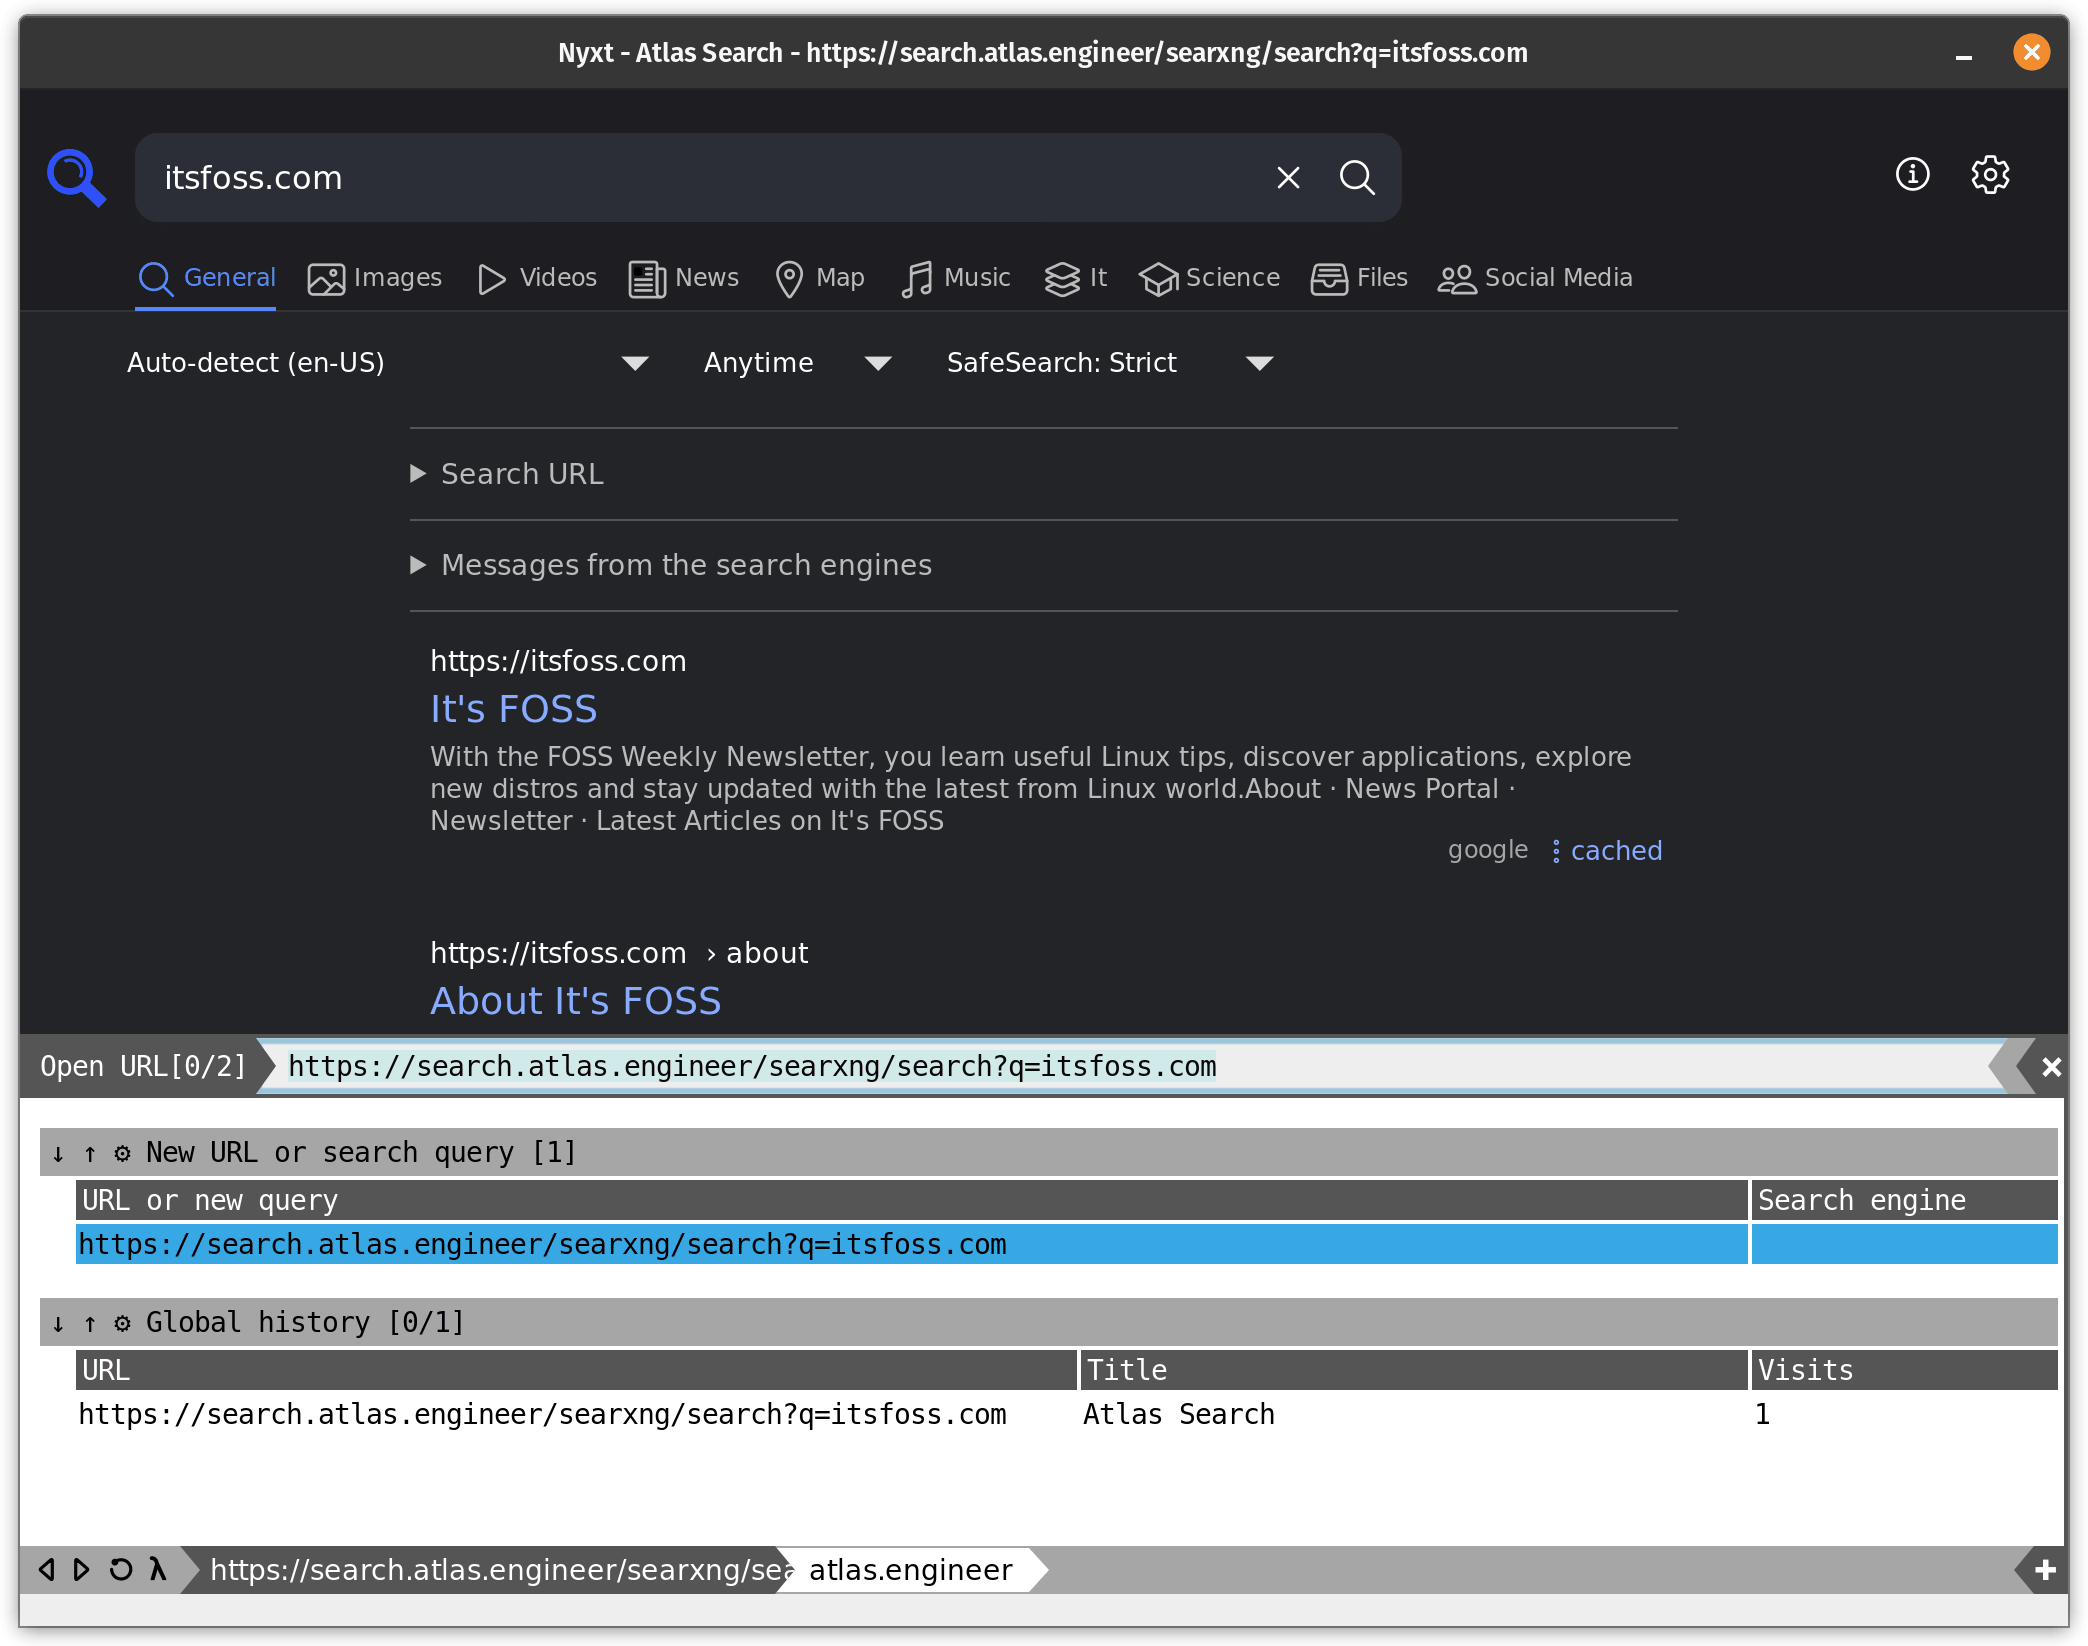 Nyxt - Atlas Search - https://search.atlas.engineer/searxng/search?q=itsfoss.com
itsfoss.com
General Images Videos News Map Music It Science Files Social Media
Auto-detect (en-US) Anytime SafeSearch: Strict
Search URL
Messages from the search engines
https://itsfoss.com
It's FOSS
With the FOSS Weekly Newsletter, you learn useful Linux tips, discover applications, explore
new distros and stay updated with the latest from Linux world.About · News Portal ·
Newsletter · Latest Articles on It's FOSS
google cached
https://itsfoss.com › about
About It's FOSS
Open URL[0/2] https://search.atlas.engineer/searxng/search?q=itsfoss.com
↓ ↑ ⚙ New URL or search query [1]
URL or new query Search engine
https://search.atlas.engineer/searxng/search?q=itsfoss.com
↓ ↑ ⚙ Global history [0/1]
URL Title Visits
https://search.atlas.engineer/searxng/search?q=itsfoss.com Atlas Search 1
λ https://search.atlas.engineer/searxng/sea atlas.engineer